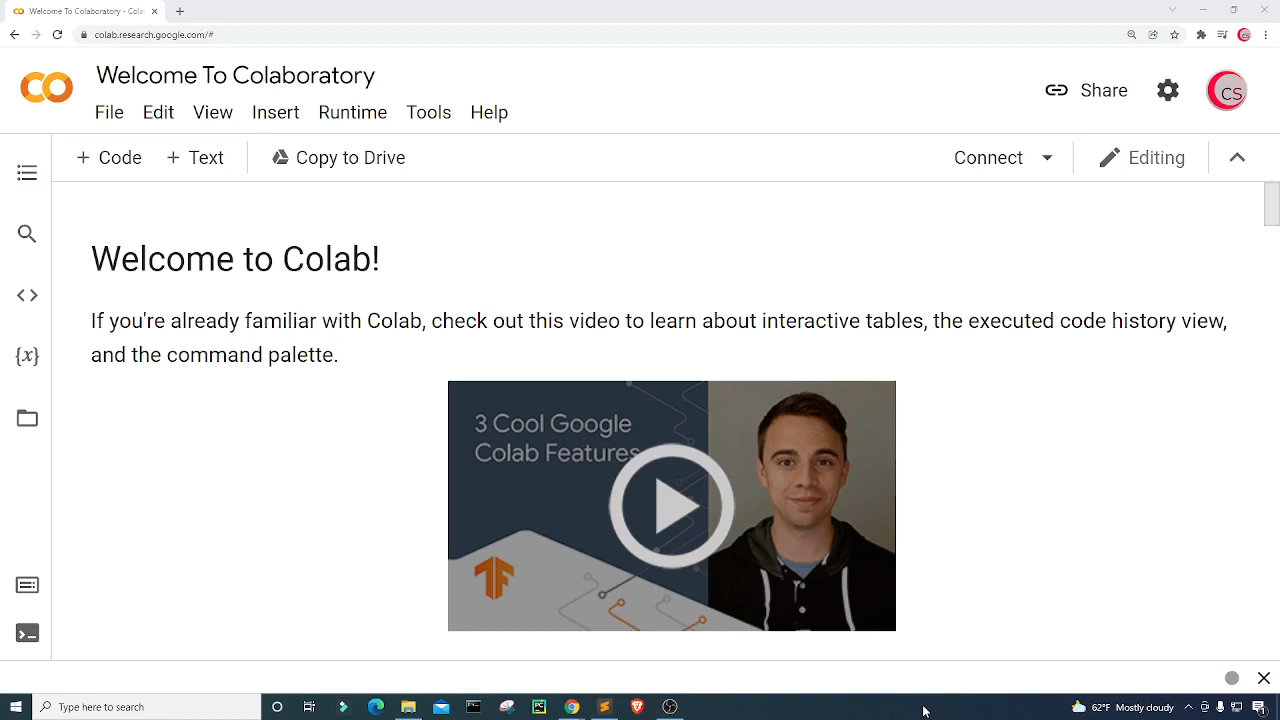 Welcome To Colaboratory - Cola
colab.research.google.com/#
Welcome To Colaboratory
File Edit View Insert Runtime Tools Help
Share
CS
+ Code + Text Copy to Drive
Connect Editing
Welcome to Colab!
If you're already familiar with Colab, check out this video to learn about interactive tables, the executed code history view,
and the command palette.
{x}
3 Cool Google
Colab Features
Type here to search
62°F Mostly cloudy